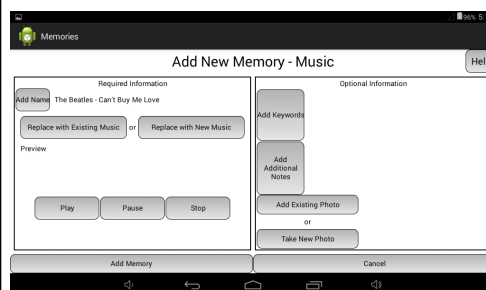 96% 5:
Memories
Add New Memory - Music
Hel
Required Information
Add Name The Beatles - Can't Buy Me Love
Replace with Existing Music or Replace with New Music
Preview
Play Pause Stop
Optional Information
Add Keywords
Add
Additional
Notes
Add Existing Photo
or
Take New Photo
Add Memory Cancel